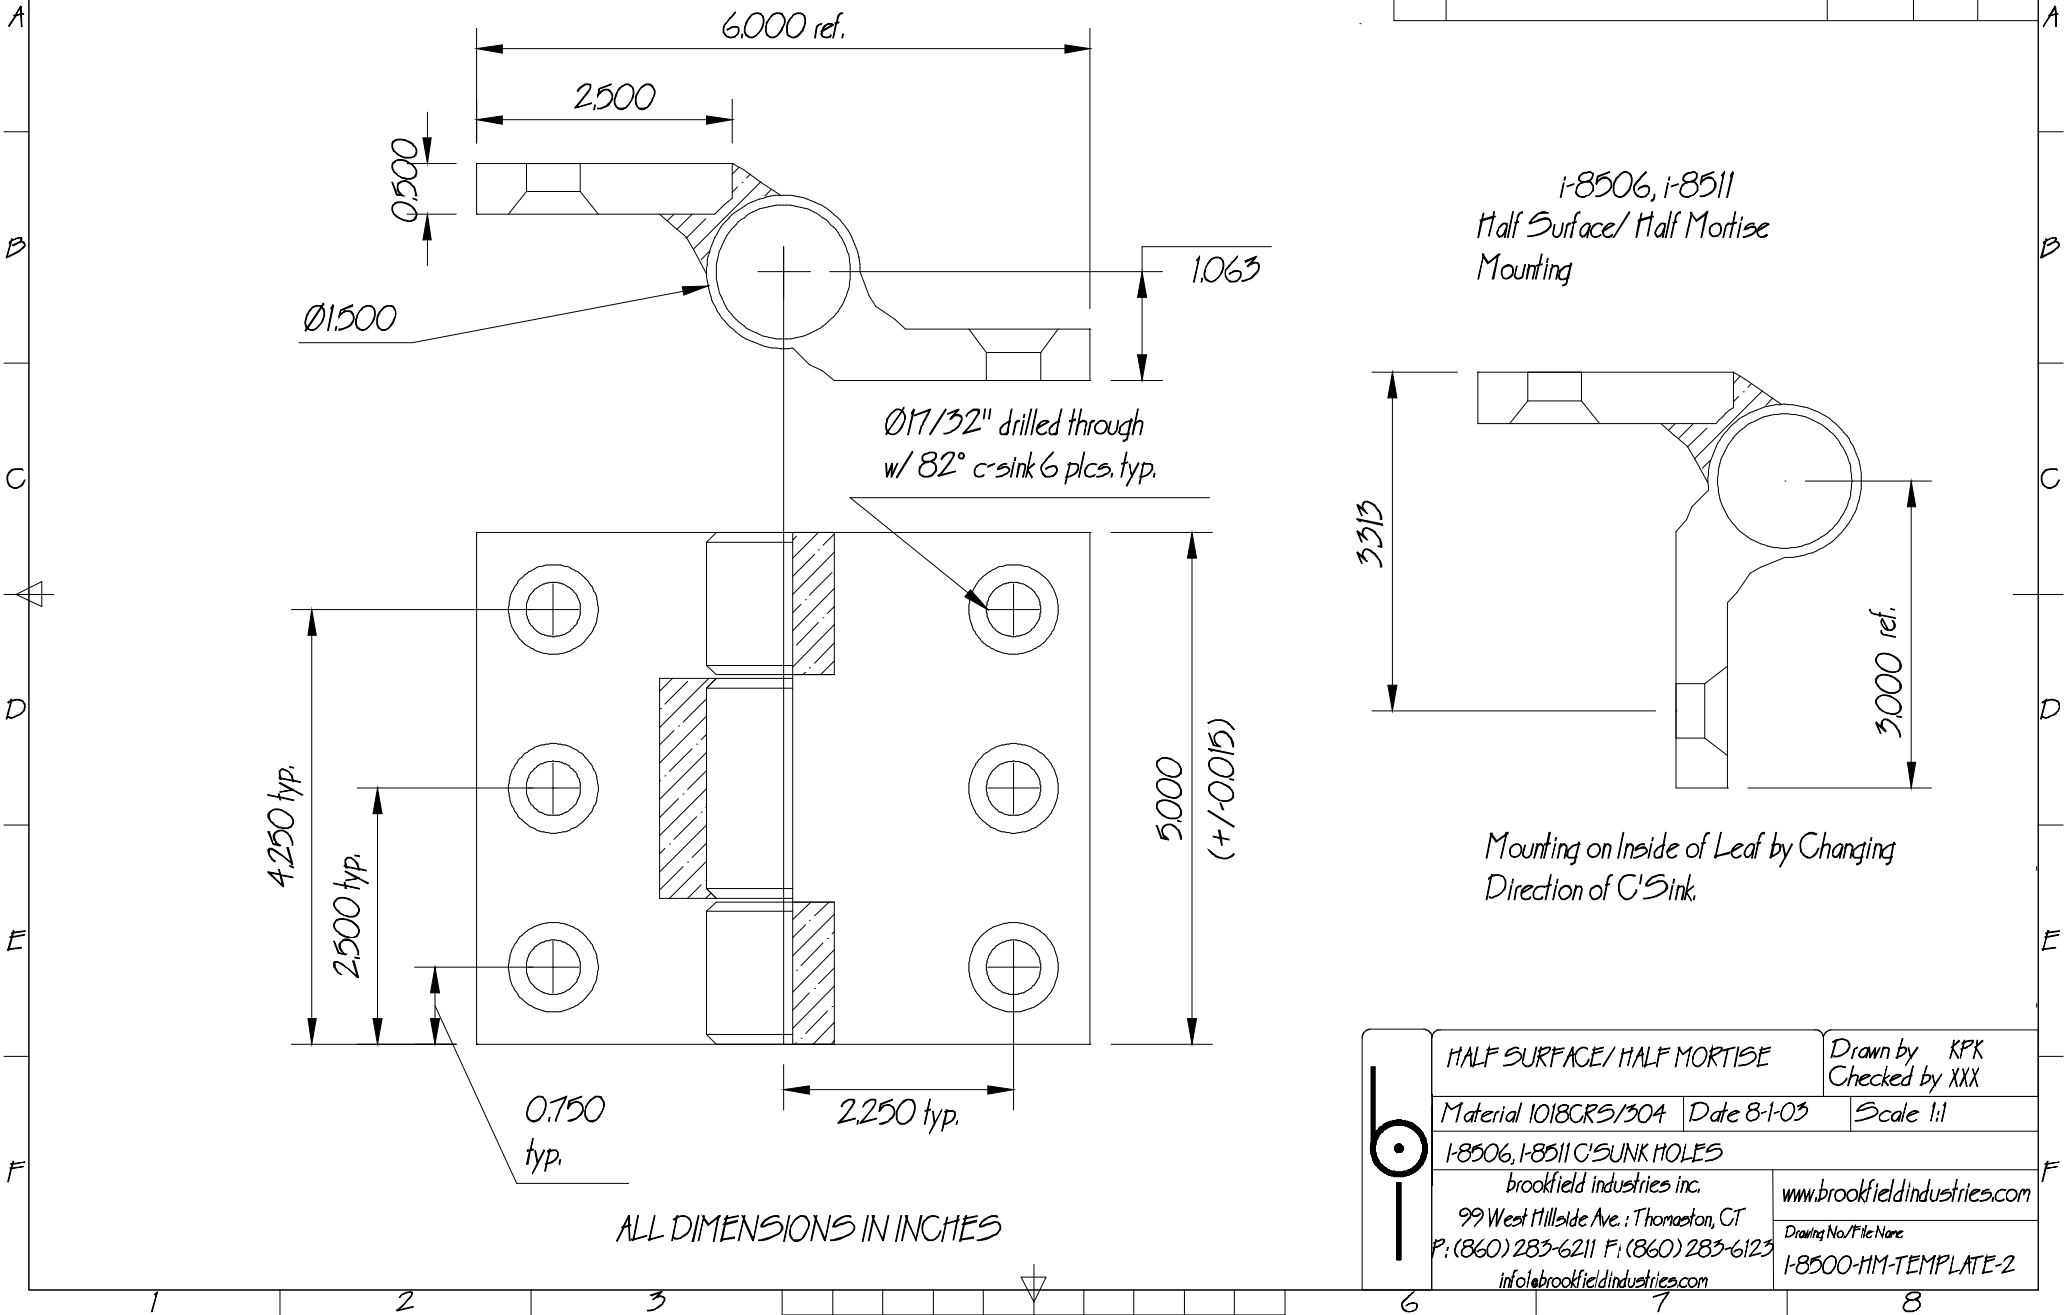 A
A
6.000 ref.
2.500
0.500
i-8506, i-8511
Half Surface/ Half Mortise
Mounting
B
B
1.063
Ø1.500
Ø17/32" drilled through
w/ 82° c-sink 6 plcs. typ.
C
C
3.313
3.000 ref.
D
D
4.250 typ.
2.500 typ.
5.000
(+/-0.015)
Mounting on Inside of Leaf by Changing
Direction of C'Sink.
E
E
0.750
typ.
2.250 typ.
F
F
ALL DIMENSIONS IN INCHES
HALF SURFACE/ HALF MORTISE
Drawn by KPK
Checked by XXX
Material 1018CRS/304
Date 8-1-03
Scale 1:1
I-8506, I-8511 C'SUNK HOLES
brookfield industries inc.
99 West Hillside Ave. : Thomaston, CT
P: (860) 283-6211 F: (860) 283-6123
info1@brookfieldindustries.com
www.brookfieldindustries.com
Drawing No./File Name
I-8500-HM-TEMPLATE-2
1
2
3
6
7
8